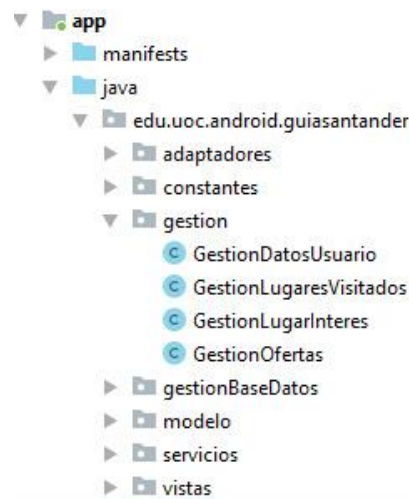 app
manifests
java
edu.uoc.android.guiasantander
adaptadores
constantes
gestion
C GestionDatosUsuario
C GestionLugaresVisitados
C GestionLugarInteres
C GestionOfertas
gestionBaseDatos
modelo
servicios
vistas